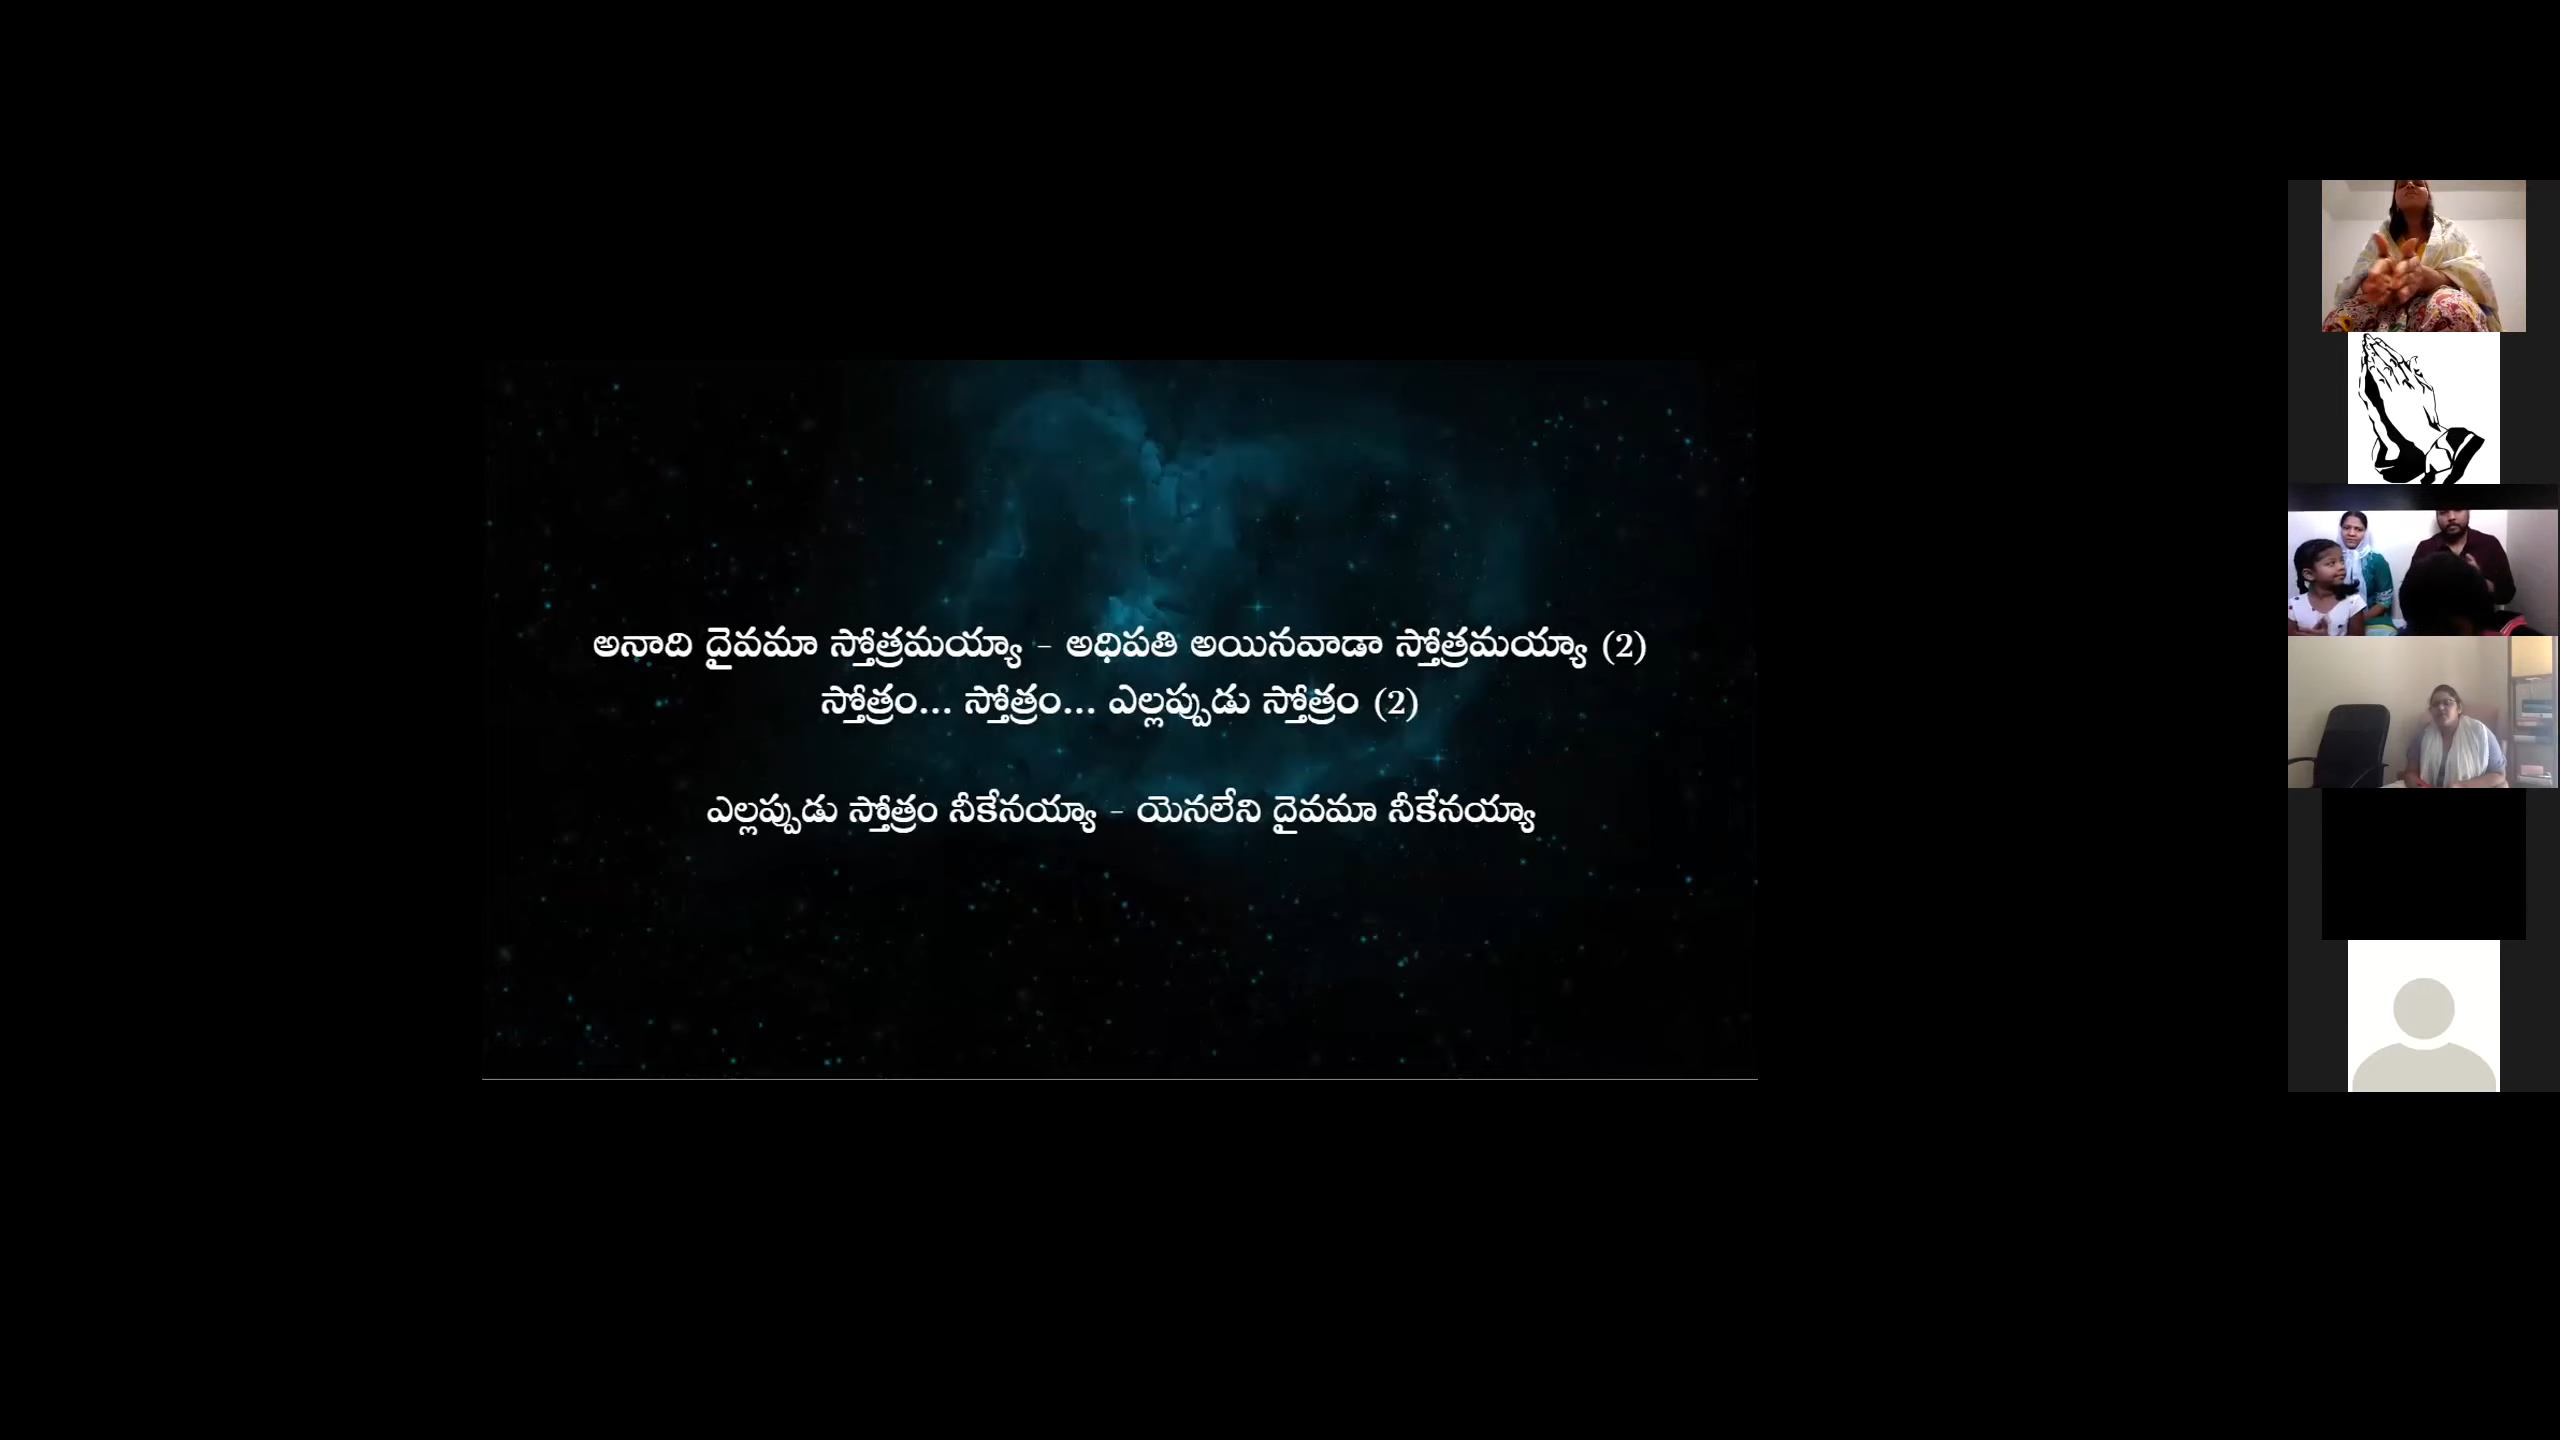 అనాది దైవమా స్తోత్రమయ్యా - అధిపతి అయినవాడా స్తోత్రమయ్యా (2)
స్తోత్రం... స్తోత్రం... ఎల్లప్పుడు స్తోత్రం (2)
ఎల్లప్పుడు స్తోత్రం నీకేనయ్యా - యెనలేని దైవమా నీకేనయ్యా